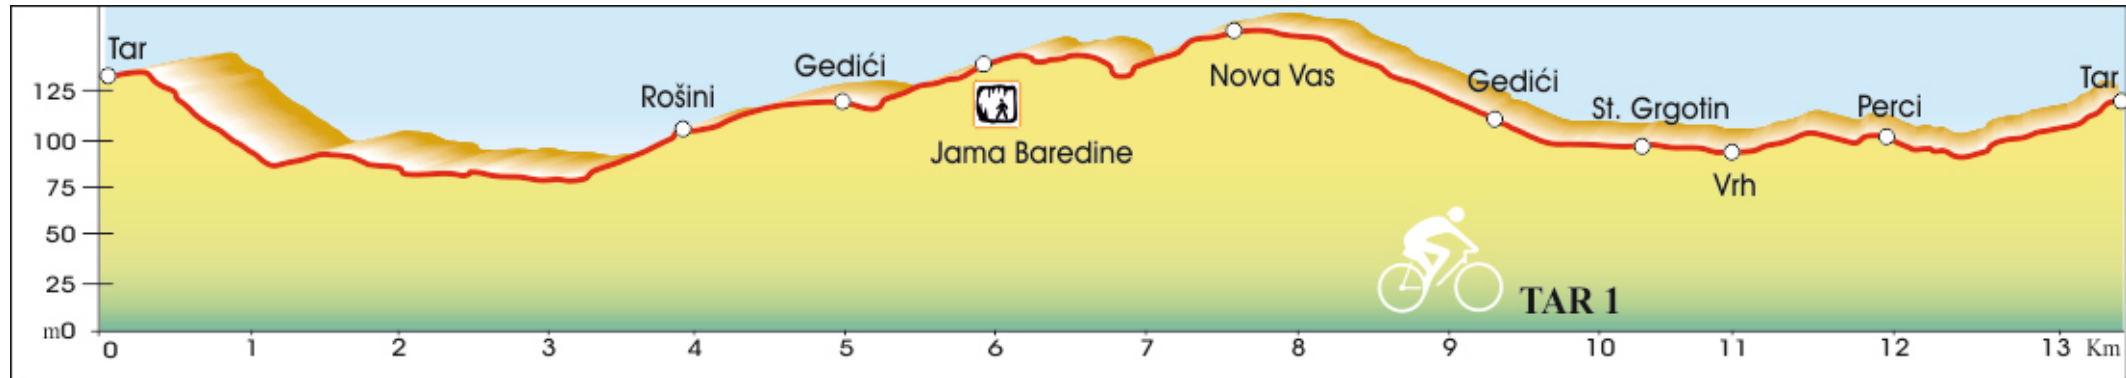 Tar
Rošini
Gedići
Jama Baredine
Nova Vas
Gedići
St. Grgotin
Vrh
Perci
Tar
125
100
75
50
25
m0
TAR 1
0 1 2 3 4 5 6 7 8 9 10 11 12 13 Km